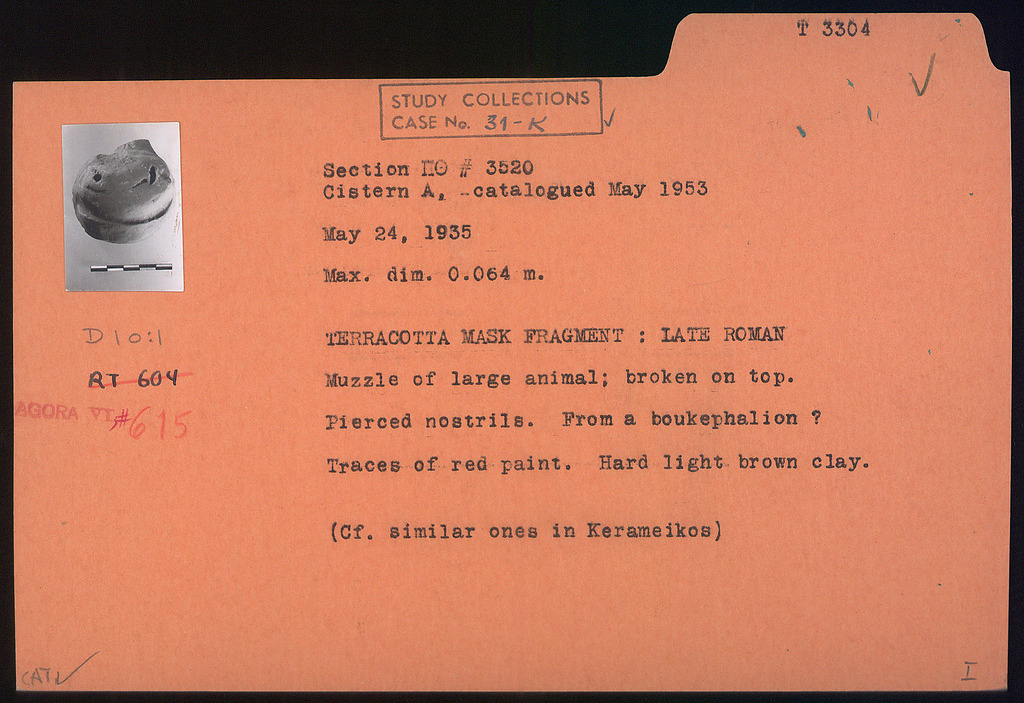 T 3304
STUDY COLLECTIONS
CASE No. 31-K
Section ΠΘ # 3520
Cistern A, -catalogued May 1953
May 24, 1935
Max. dim. 0.064 m.
D 10:1
RT 604
AGORA VI, #615
TERRACOTTA MASK FRAGMENT : LATE ROMAN
Muzzle of large animal; broken on top.
Pierced nostrils. From a boukephalion ?
Traces of red paint. Hard light brown clay.
(Cf. similar ones in Kerameikos)
CAT.
I